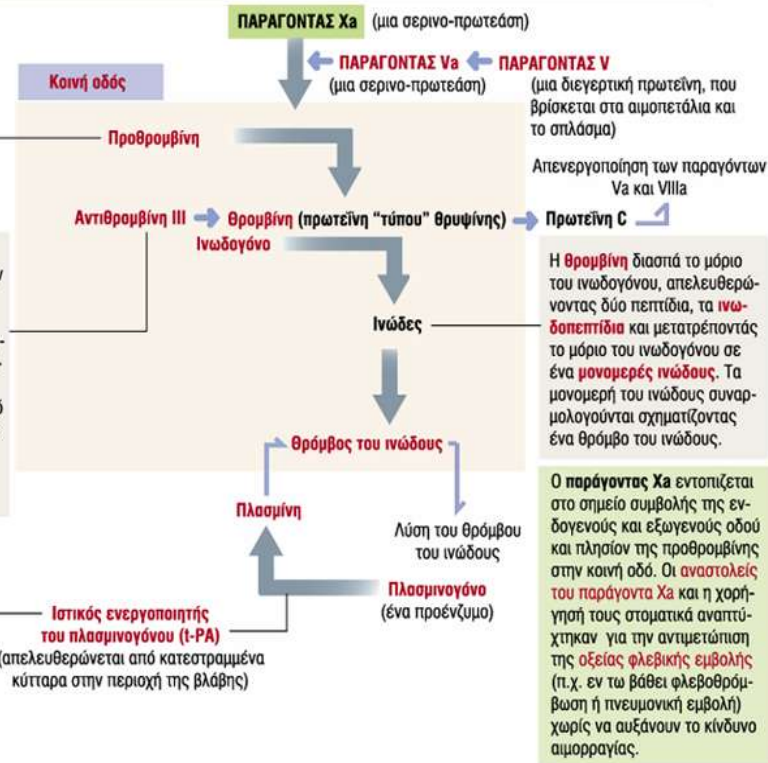 ΠΑΡΑΓΟΝΤΑΣ Xa (μια σερινο-πρωτεάση)
ΠΑΡΑΓΟΝΤΑΣ Va
(μια σερινο-πρωτεάση)
ΠΑΡΑΓΟΝΤΑΣ V
(μια διεγερτική πρωτεΐνη, που
βρίσκεται στα αιμοπετάλια και
το σπλάσμα)
Κοινή οδός
Προθρομβίνη
Απενεργοποίηση των παραγόντων
Va και VIIIa
Αντιθρομβίνη III
Θρομβίνη (πρωτεΐνη “τύπου” θρυψίνης)
Πρωτεΐνη C
Ινωδογόνο
Ινώδες
Η θρομβίνη διασπά το μόριο
του ινωδογόνου, απελευθερώ-
νοντας δύο πεπτίδια, τα ινω-
δοπεπτίδια και μετατρέποντάς
το μόριο του ινωδογόνου σε
ένα μονομερές ινώδους. Τα
μονομερή του ινώδους συναρ-
μολογούνται σχηματίζοντας
ένα θρόμβο του ινώδους.
Θρόμβος του ινώδους
Πλασμίνη
Λύση του θρόμβου
του ινώδους
Πλασμινογόνο
(ένα προένζυμο)
Ιστικός ενεργοποιητής
του πλασμινογόνου (t-PA)
(απελευθερώνεται από κατεστραμμένα
κύτταρα στην περιοχή της βλάβης)
Ο παράγοντας Xa εντοπιζεται
στο σημείο συμβολής της εν-
δογενούς και εξωγενούς οδού
και πλησίον της προθρομβίνης
στην κοινή οδό. Οι αναστολείς
του παράγοντα Xa και η χορή-
γησή τους στοματικά αναπτύ-
χτηκαν για την αντιμετώπιση
της οξείας φλεβικής εμβολής
(π.χ. εν τω βάθει φλεβοθρόμ-
βωση ή πνευμονική εμβολή)
χωρίς να αυξάνουν το κίνδυνο
αιμορραγίας.